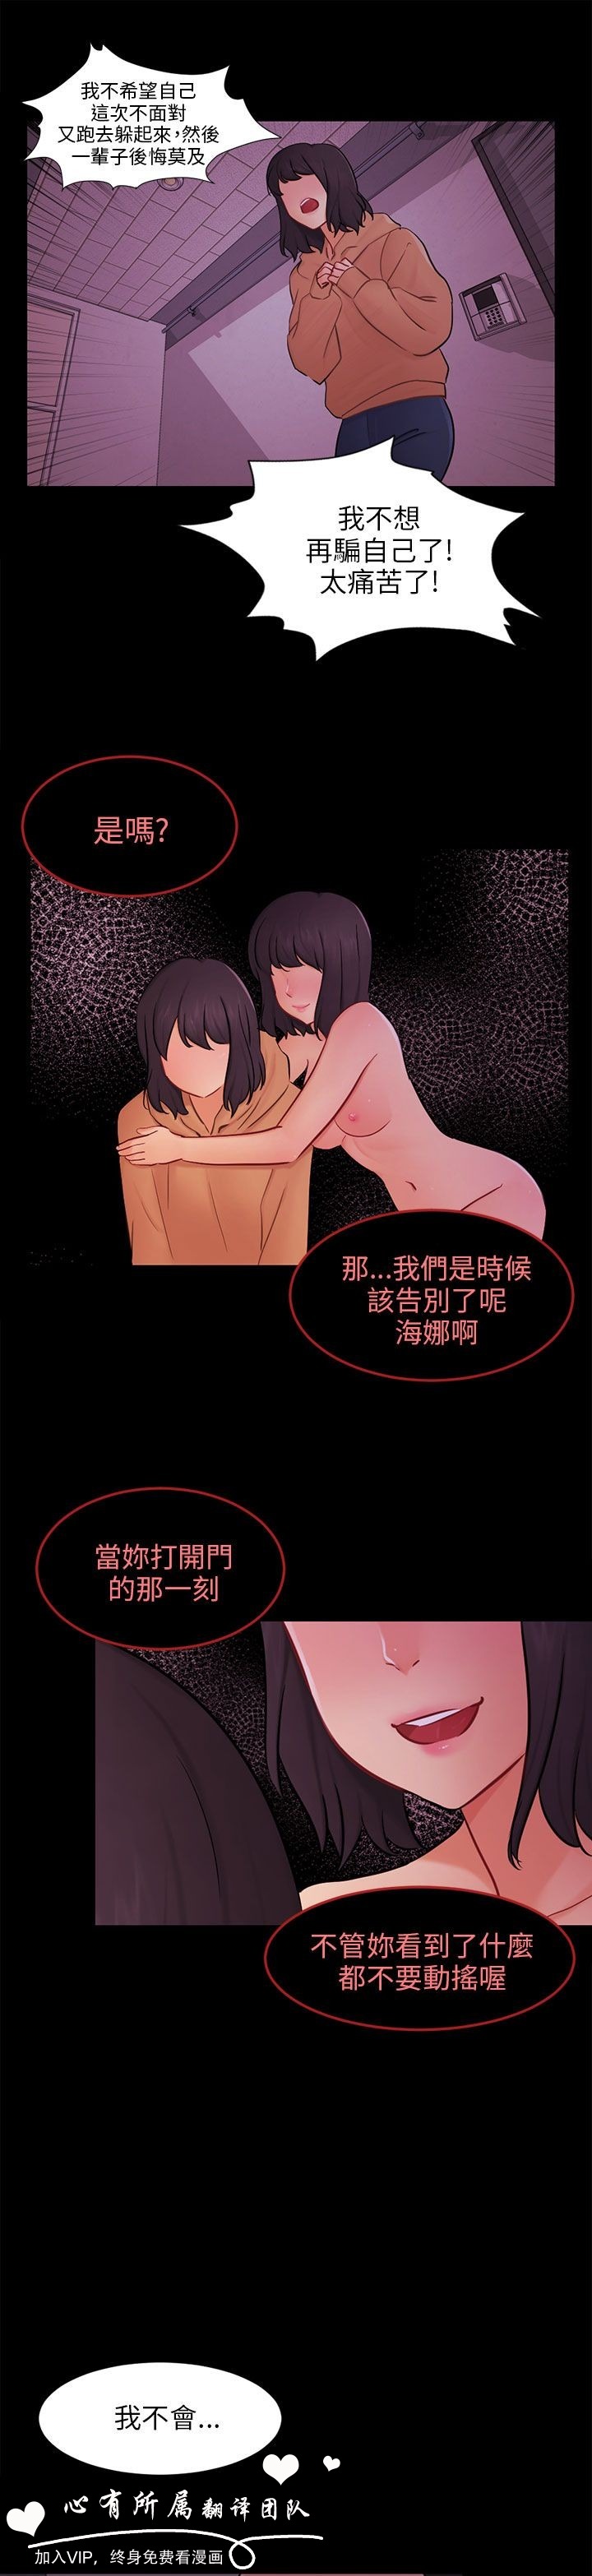 我不希望自己
這次不面對
又跑去躲起來，然後
一輩子後悔莫及
我不想
再騙自己了!
太痛苦了!
是嗎?
那...我們是時候
該告別了呢
海娜啊
當妳打開門
的那一刻
不管妳看到了什麼
都不要動搖喔
我不會...
心有所属翻译团队
加入VIP，终身免费看漫画